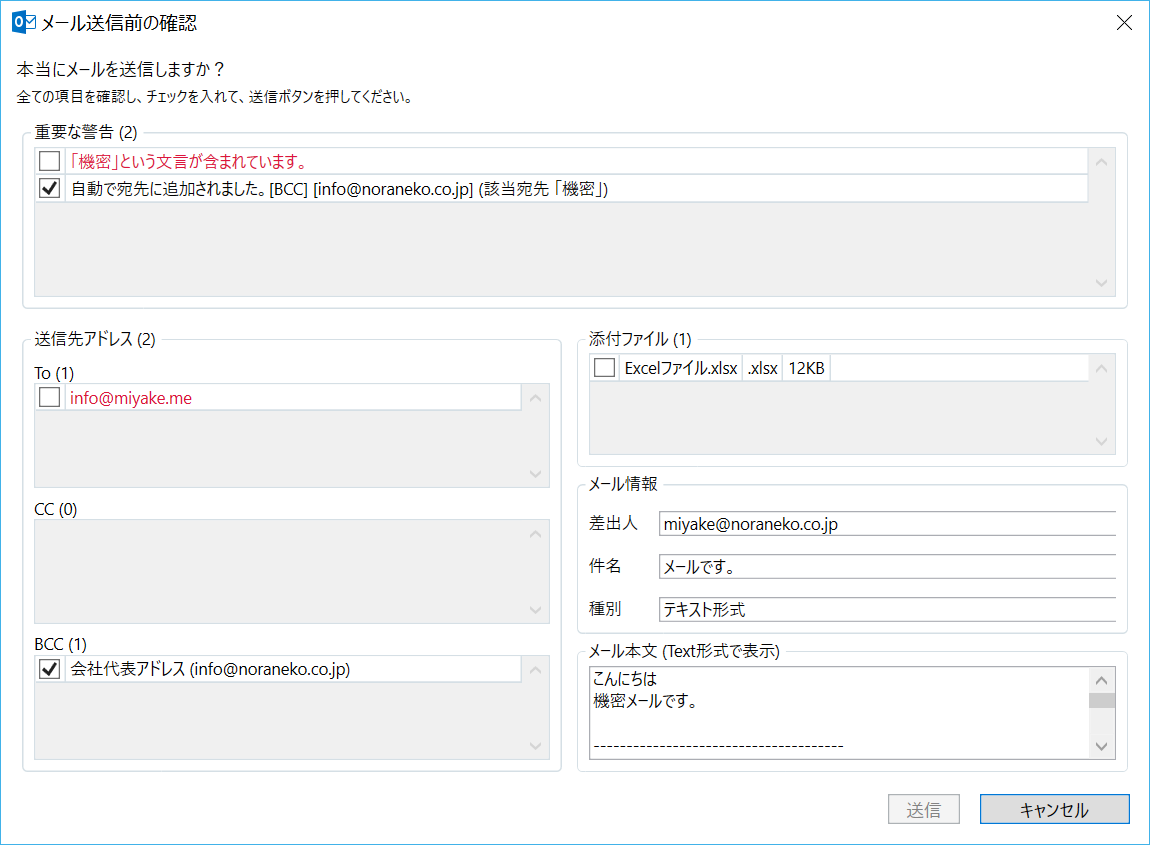 メール送信前の確認
本当にメールを送信しますか？
全ての項目を確認し、チェックを入れて、送信ボタンを押してください。
重要な警告 (2)
「機密」という文言が含まれています。
自動で宛先に追加されました。[BCC] [info@noraneko.co.jp] (該当宛先 「機密」)
送信先アドレス (2)
To (1)
info@miyake.me
CC (0)
BCC (1)
会社代表アドレス (info@noraneko.co.jp)
添付ファイル (1)
Excelファイル.xlsx .xlsx 12KB
メール情報
差出人 miyake@noraneko.co.jp
件名 メールです。
種別 テキスト形式
メール本文 (Text形式で表示)
こんにちは
機密メールです。
--------------------------------------
送信 キャンセル